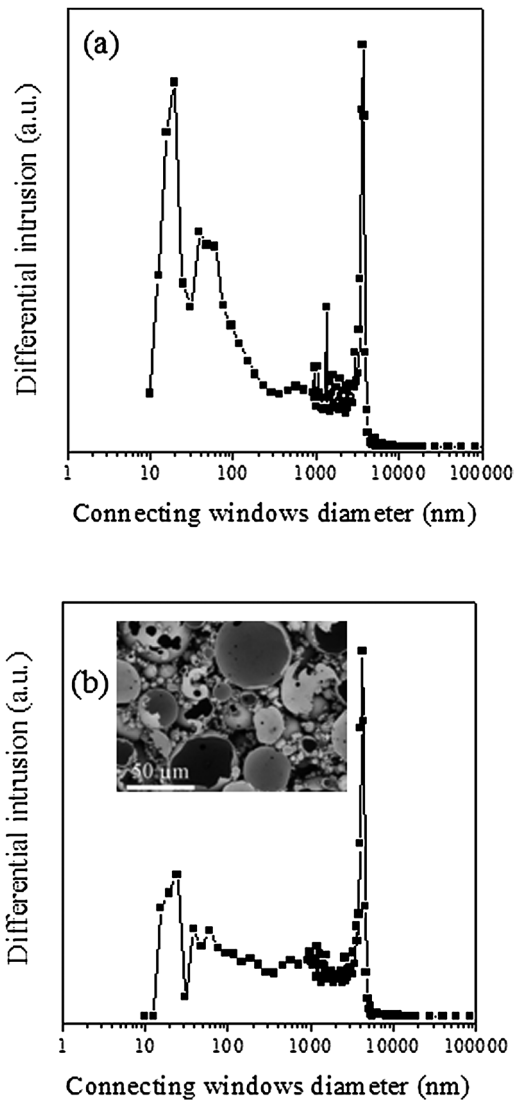 (a)
Differential intrusion (a.u.)
1 10 100 1000 10000 100000
Connecting windows diameter (nm)
(b)
50 µm
Differential intrusion (a.u.)
1 10 100 1000 10000 100000
Connecting windows diameter (nm)